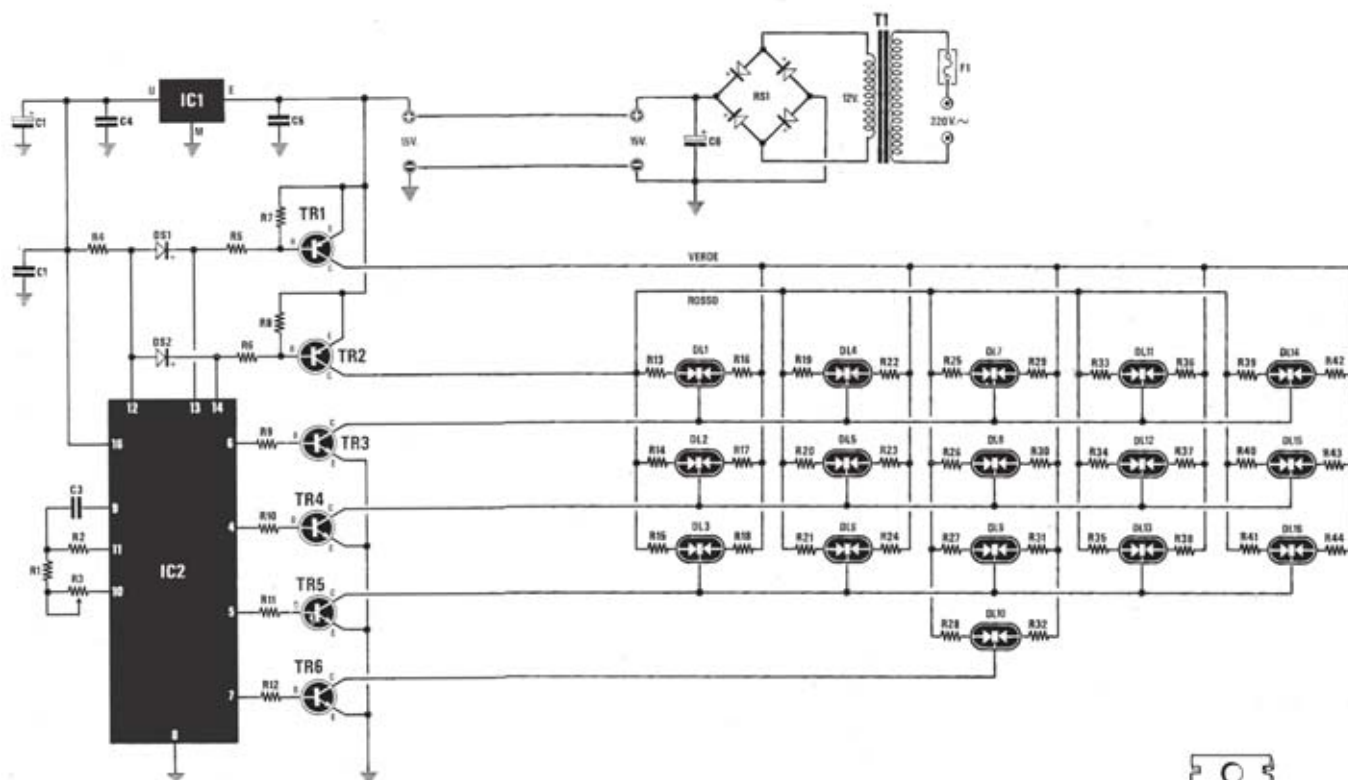 T1
F1
U IC1 E
RS1
12V.
C1 C4 C5
M
220V.~
15V. 15V. C6
R7 TR1 E
R4 DS1 R5 B
C1
C VERDE
R8 E
ROSSO
DS2 R6 B TR2
C
R13 DL1 R16 R19 DL4 R22 R25 DL7 R29 R33 DL11 R36 R39 DL14 R42
12 13 14
16 6 R9 B C TR3 E
R14 DL2 R17 R20 DL5 R23 R26 DL8 R30 R34 DL12 R37 R40 DL15 R43
C3 9
4 R10 B C TR4 E
R2 11
R15 DL3 R18 R21 DL6 R24 R27 DL9 R31 R35 DL13 R38 R41 DL16 R44
R1 R3 10
IC2
5 R11 B C TR5 E
R28 DL10 R32
7 R12 B C TR6 E
8